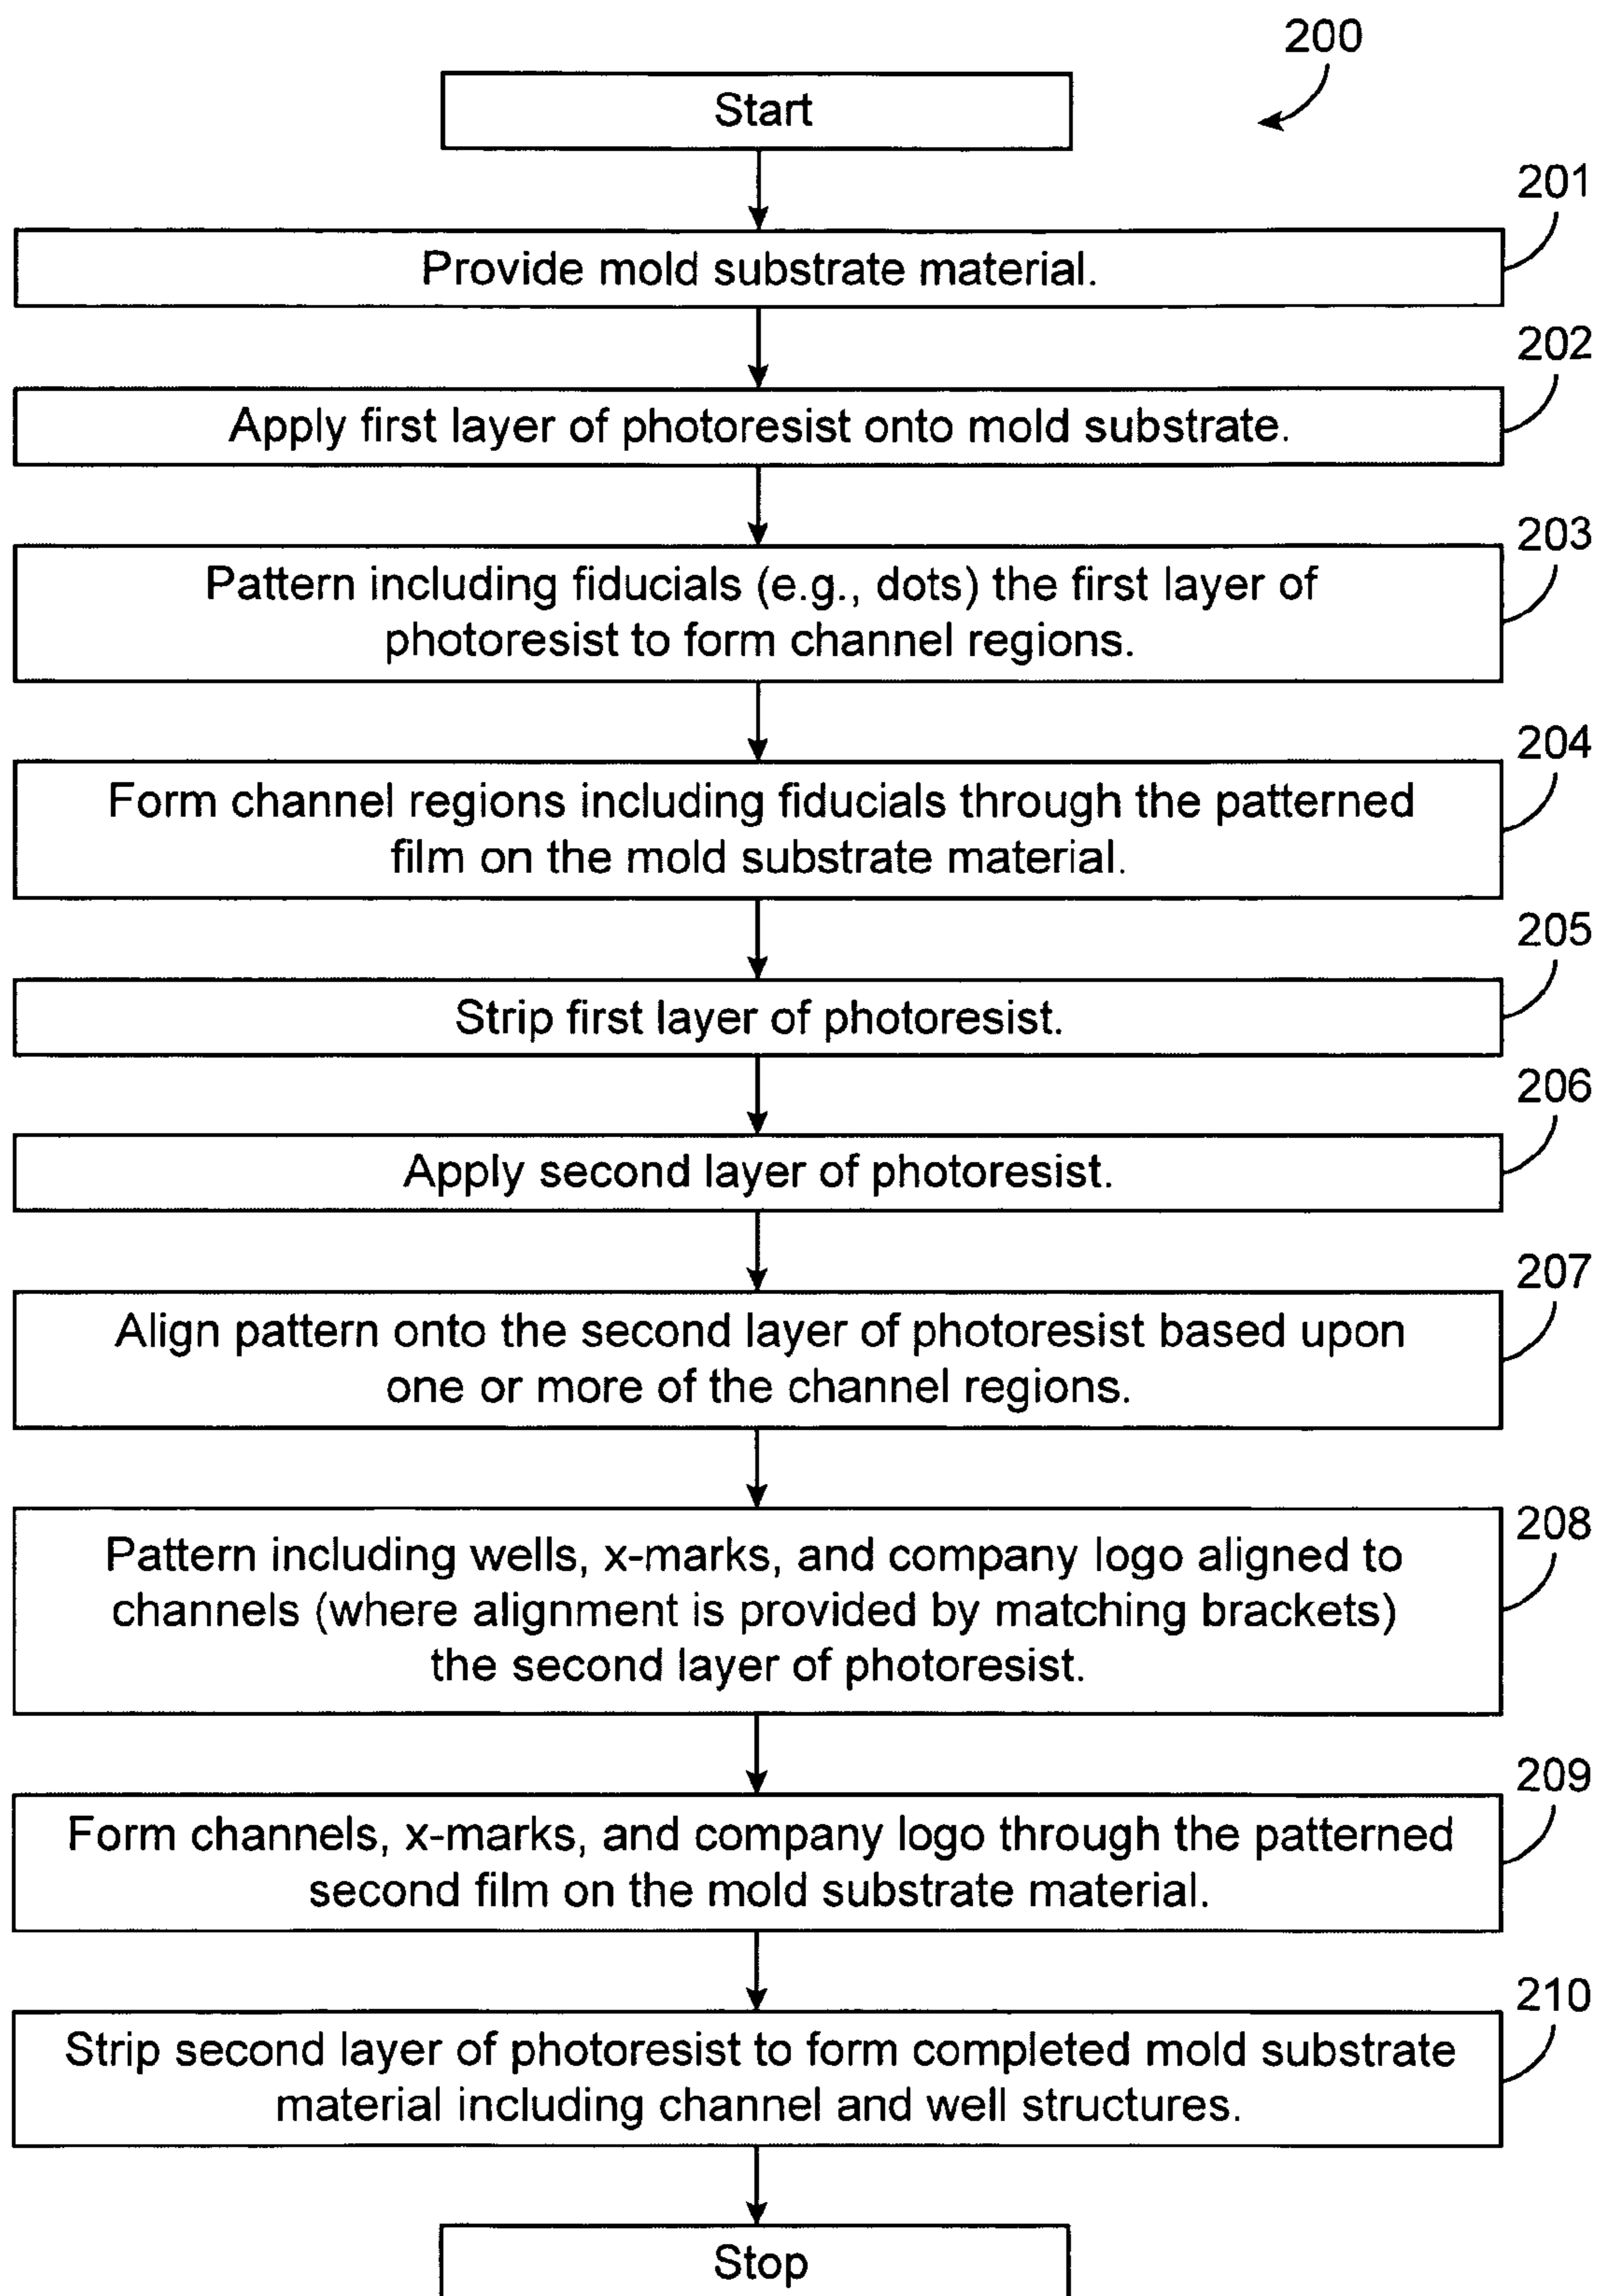 200
Start
201
Provide mold substrate material.
202
Apply first layer of photoresist onto mold substrate.
203
Pattern including fiducials (e.g., dots) the first layer of
photoresist to form channel regions.
204
Form channel regions including fiducials through the patterned
film on the mold substrate material.
205
Strip first layer of photoresist.
206
Apply second layer of photoresist.
207
Align pattern onto the second layer of photoresist based upon
one or more of the channel regions.
208
Pattern including wells, x-marks, and company logo aligned to
channels (where alignment is provided by matching brackets)
the second layer of photoresist.
209
Form channels, x-marks, and company logo through the patterned
second film on the mold substrate material.
210
Strip second layer of photoresist to form completed mold substrate
material including channel and well structures.
Stop